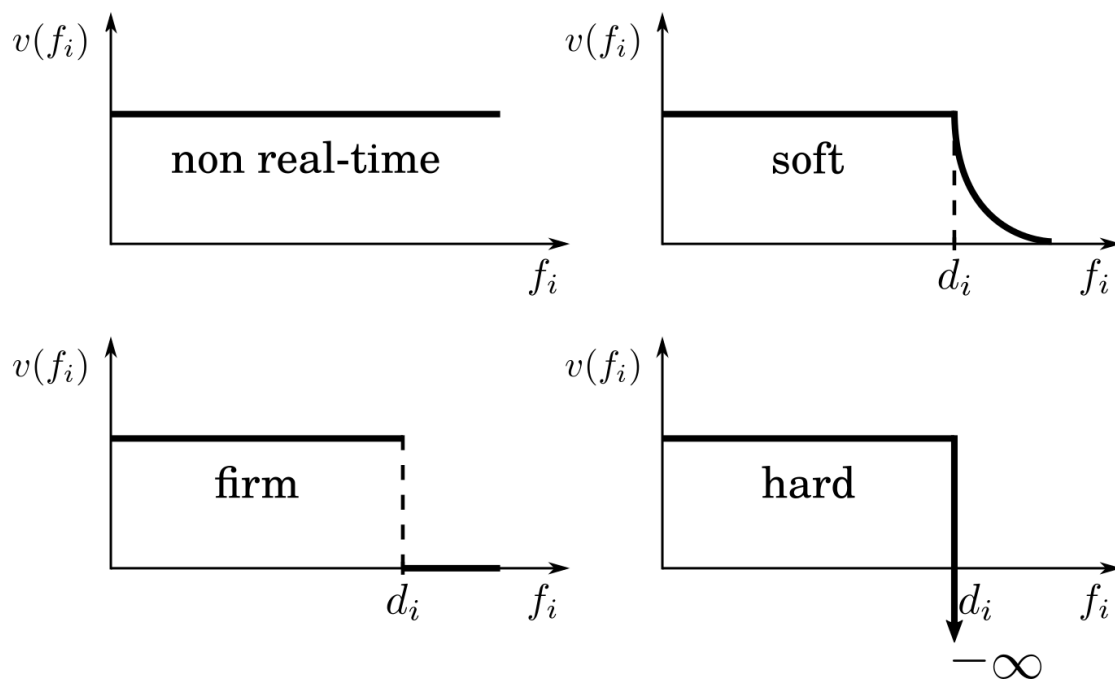 v(f_i)
non real-time
f_i
v(f_i)
soft
d_i
f_i
v(f_i)
firm
d_i
f_i
v(f_i)
hard
d_i
f_i
−∞